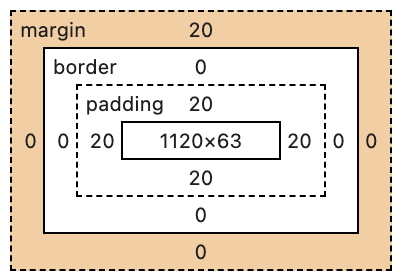 margin 20
border 0
padding 20
0 0 20 1120×63 20 0 0
20
0
0